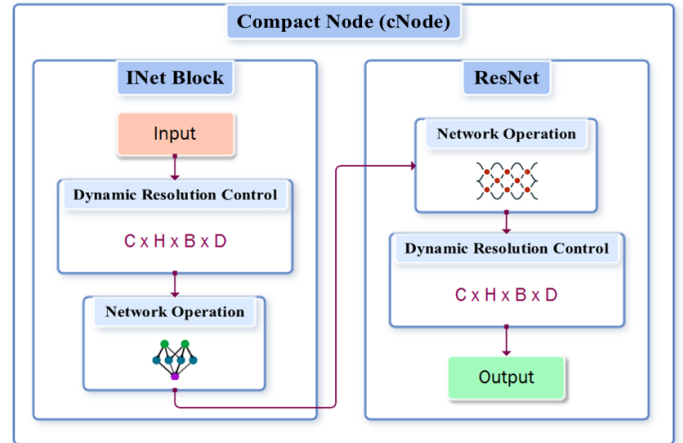 Compact Node (cNode)
INet Block
Input
Dynamic Resolution Control
C x H x B x D
Network Operation
ResNet
Network Operation
Dynamic Resolution Control
C x H x B x D
Output